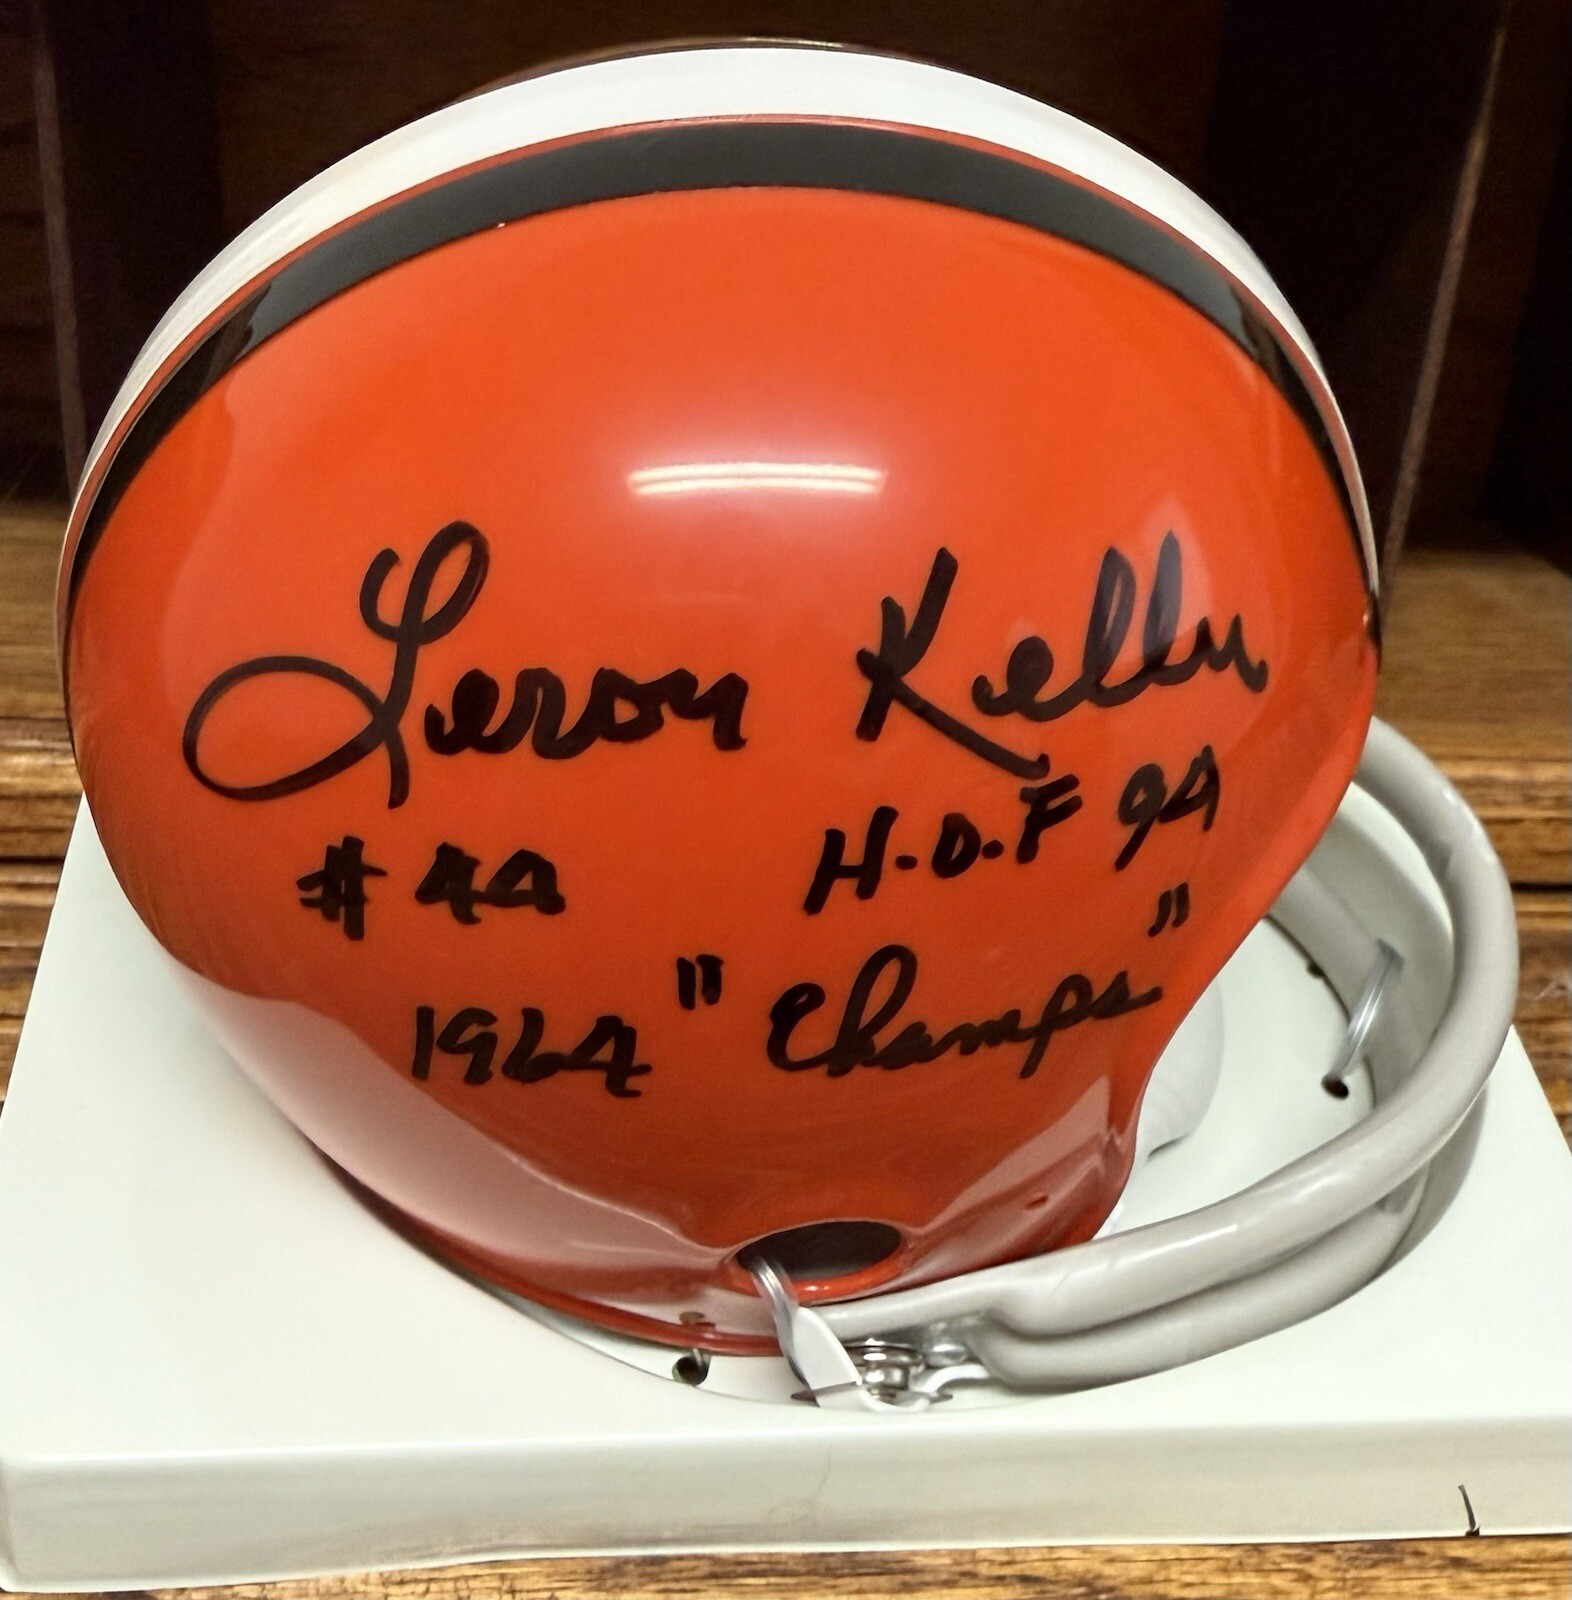 Leroy Kelly
#44 H.O.F 94
1964 "Champs"